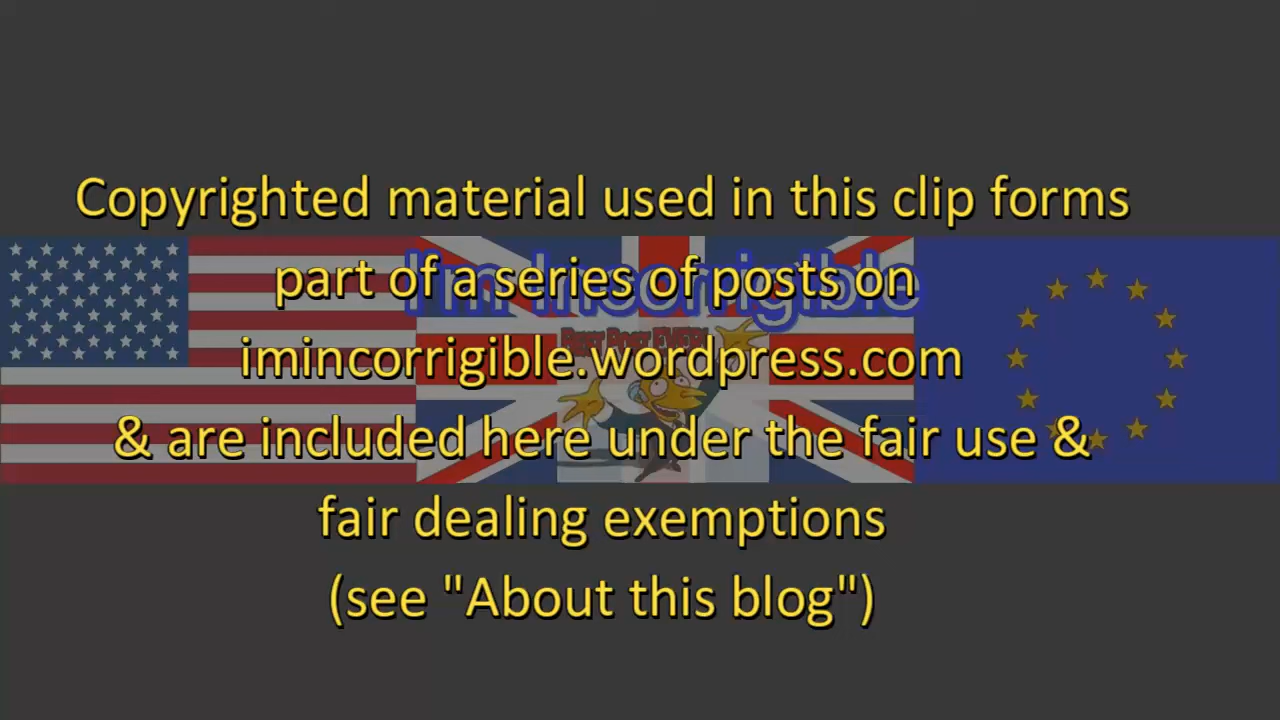 Copyrighted material used in this clip forms
I'm Incorrigible
part of a series of posts on
imincorrigible.wordpress.com
& are included here under the fair use &
fair dealing exemptions
(see "About this blog")